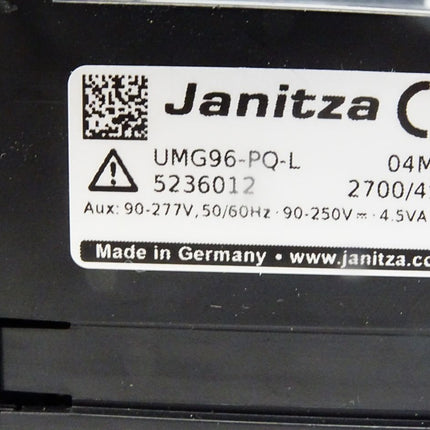 Janitza
UMG96-PQ-L 04M
5236012 2700/4
Aux: 90-277V, 50/60Hz · 90-250V⎓ · 4.5VA
Made in Germany • www.janitza.co